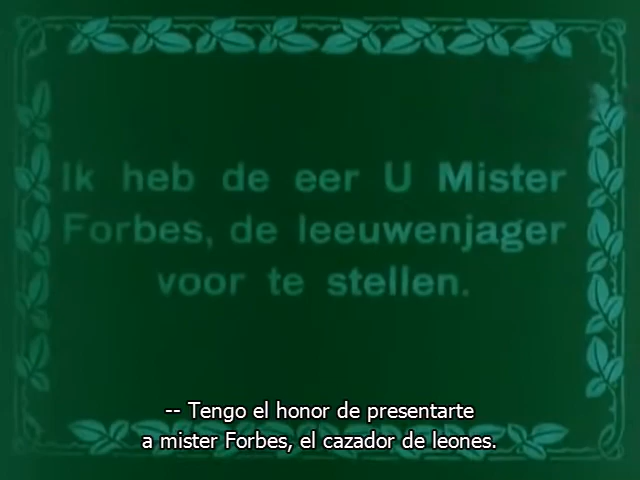 Ik heb de eer U Mister
Forbes, de leeuwenjager
voor te stellen.
-- Tengo el honor de presentarte
a mister Forbes, el cazador de leones.